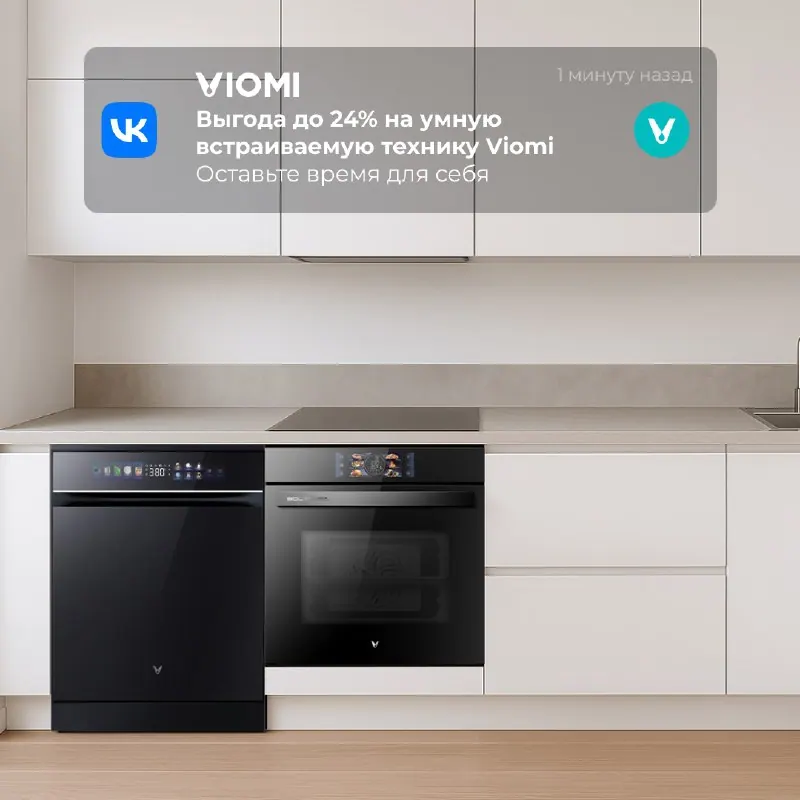 VIOMI
1 минуту назад
Выгода до 24% на умную
встраиваемую технику Viomi
Оставьте время для себя